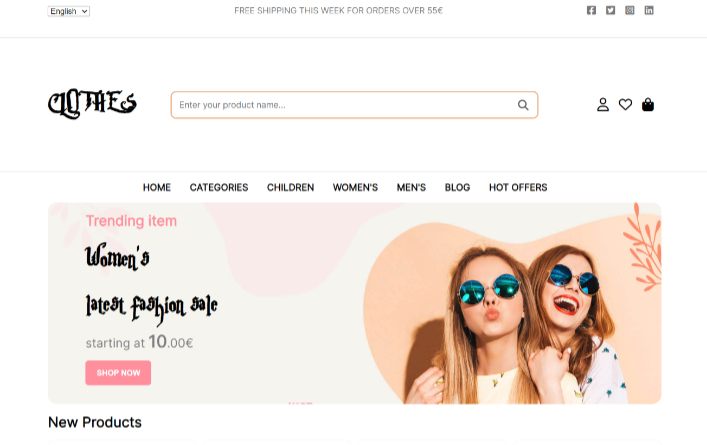 English
FREE SHIPPING THIS WEEK FOR ORDERS OVER 55€
CLOTHES
Enter your product name...
HOME CATEGORIES CHILDREN WOMEN'S MEN'S BLOG HOT OFFERS
Trending item
Women's
latest fashion sale
starting at 10.00€
SHOP NOW
New Products